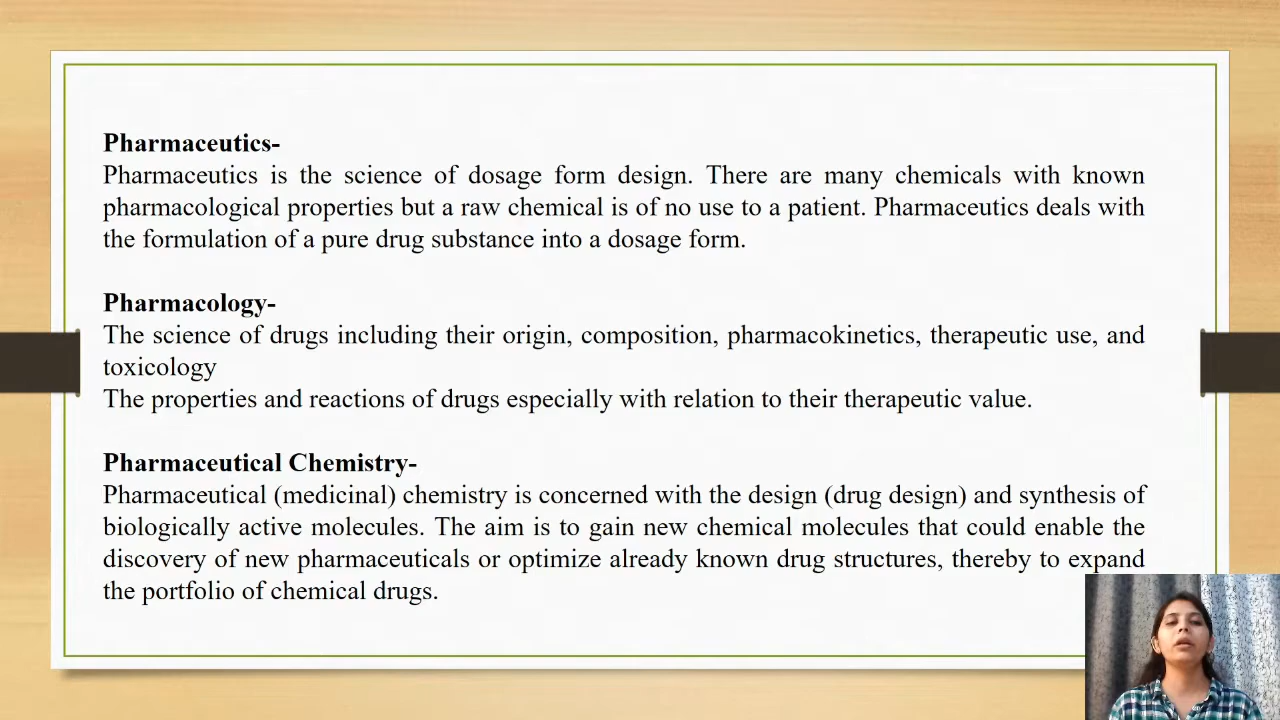 Pharmaceutics-
Pharmaceutics is the science of dosage form design. There are many chemicals with known
pharmacological properties but a raw chemical is of no use to a patient. Pharmaceutics deals with
the formulation of a pure drug substance into a dosage form.
Pharmacology-
The science of drugs including their origin, composition, pharmacokinetics, therapeutic use, and
toxicology
The properties and reactions of drugs especially with relation to their therapeutic value.
Pharmaceutical Chemistry-
Pharmaceutical (medicinal) chemistry is concerned with the design (drug design) and synthesis of
biologically active molecules. The aim is to gain new chemical molecules that could enable the
discovery of new pharmaceuticals or optimize already known drug structures, thereby to expand
the portfolio of chemical drugs.